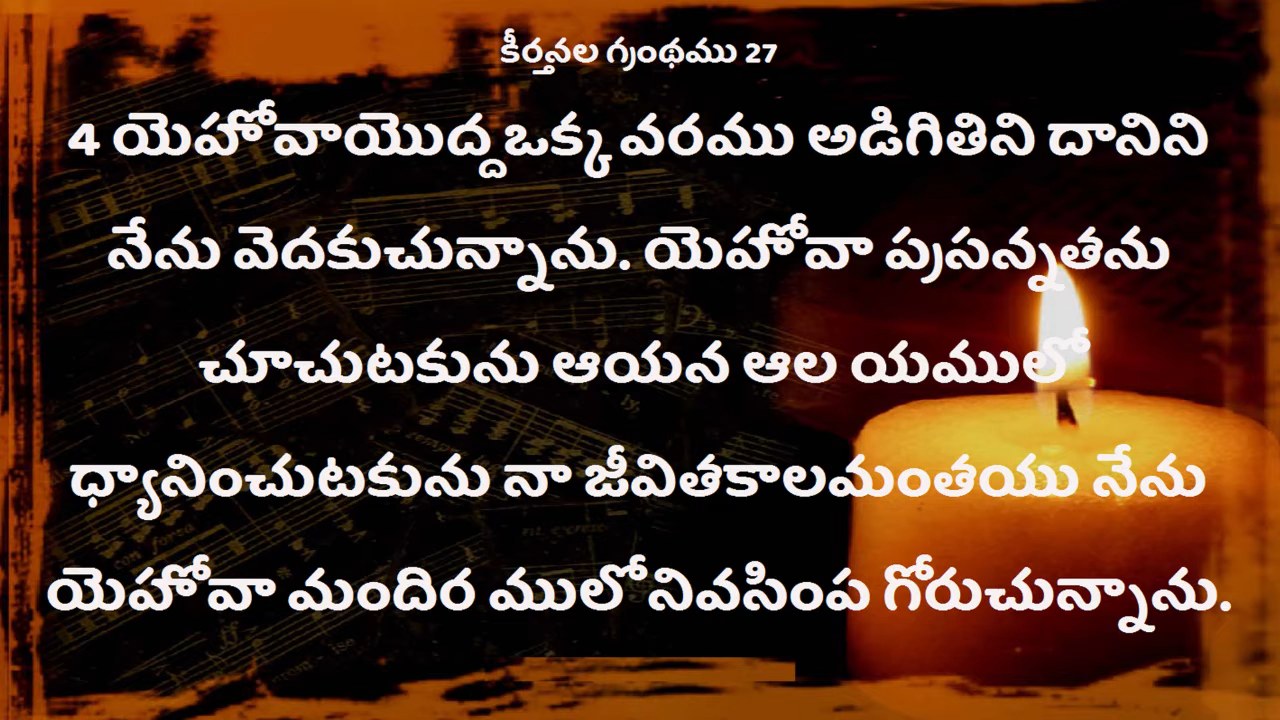 కీర్తనల గ్రంథము 27
4 యెహోవాయొద్ద ఒక్క వరము అడిగితిని దానిని
నేను వెదకుచున్నాను. యెహోవా ప్రసన్నతను
చూచుటకును ఆయన ఆల యములో
ధ్యానించుటకును నా జీవితకాలమంతయు నేను
యెహోవా మందిర ములో నివసింప గోరుచున్నాను.